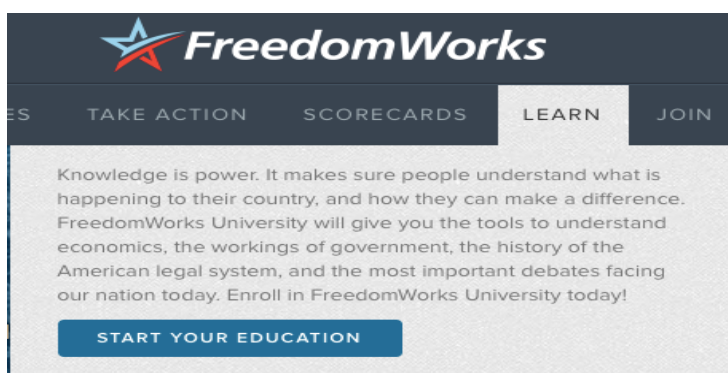 FreedomWorks
ES TAKE ACTION SCORECARDS LEARN JOIN
Knowledge is power. It makes sure people understand what is
happening to their country, and how they can make a difference.
FreedomWorks University will give you the tools to understand
economics, the workings of government, the history of the
American legal system, and the most important debates facing
our nation today. Enroll in FreedomWorks University today!
START YOUR EDUCATION